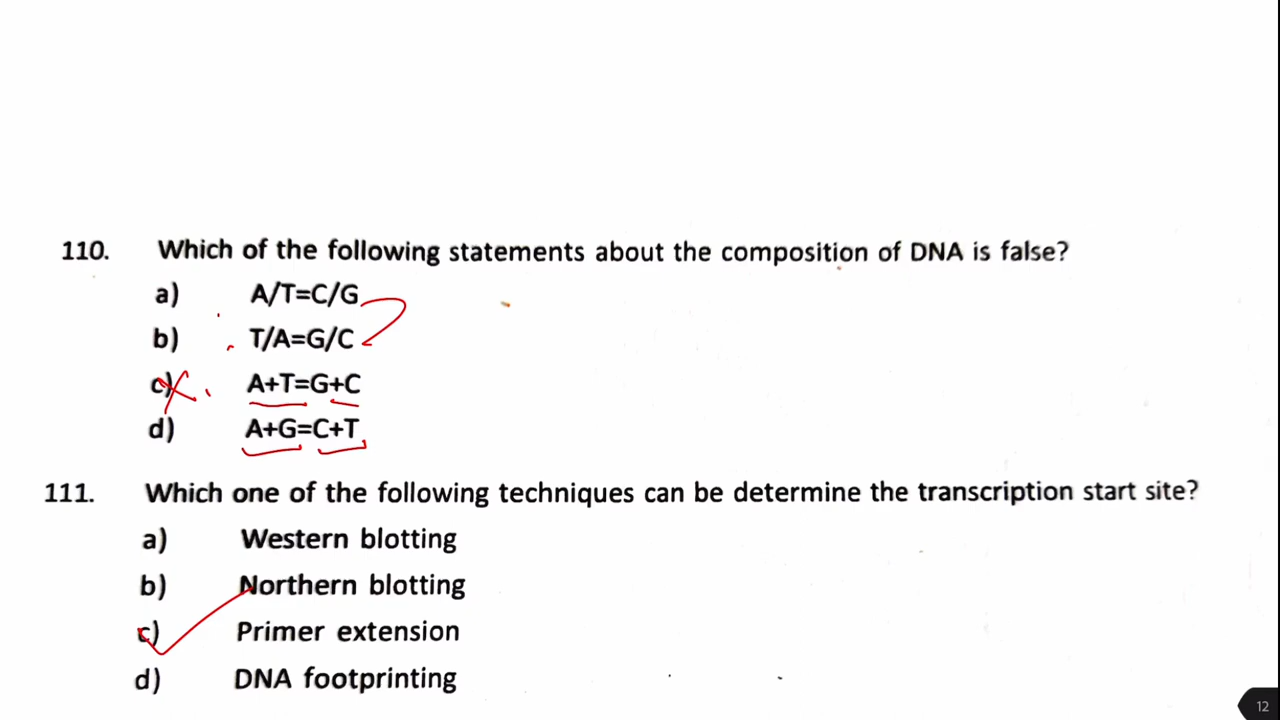 110. Which of the following statements about the composition of DNA is false?
a) A/T=C/G
b) T/A=G/C
c) A+T=G+C
d) A+G=C+T
111. Which one of the following techniques can be determine the transcription start site?
a) Western blotting
b) Northern blotting
c) Primer extension
d) DNA footprinting
12